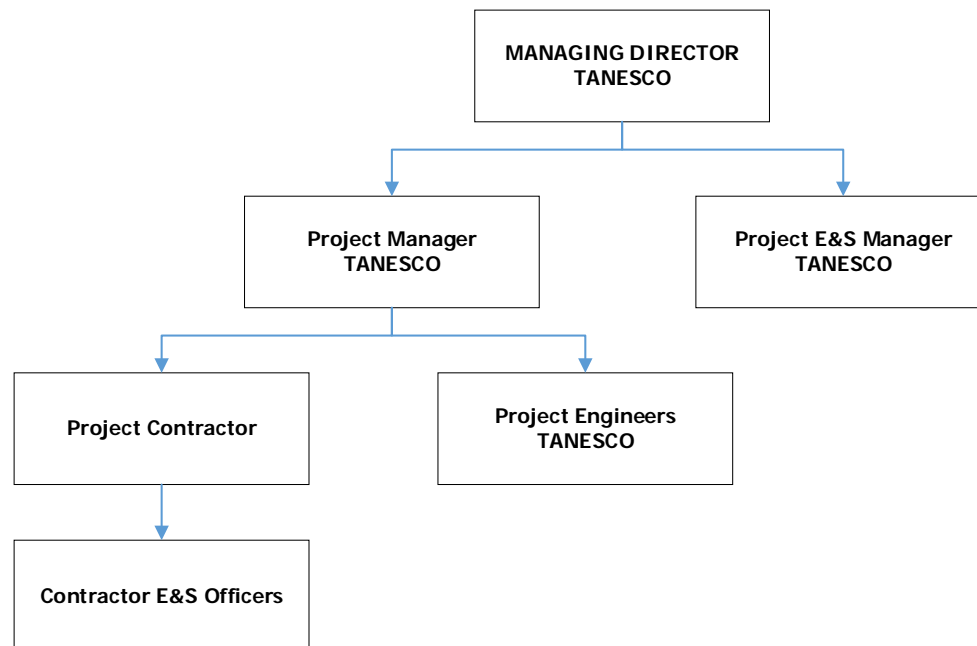 MANAGING DIRECTOR
TANESCO
Project Manager
TANESCO
Project E&S Manager
TANESCO
Project Contractor
Project Engineers
TANESCO
Contractor E&S Officers